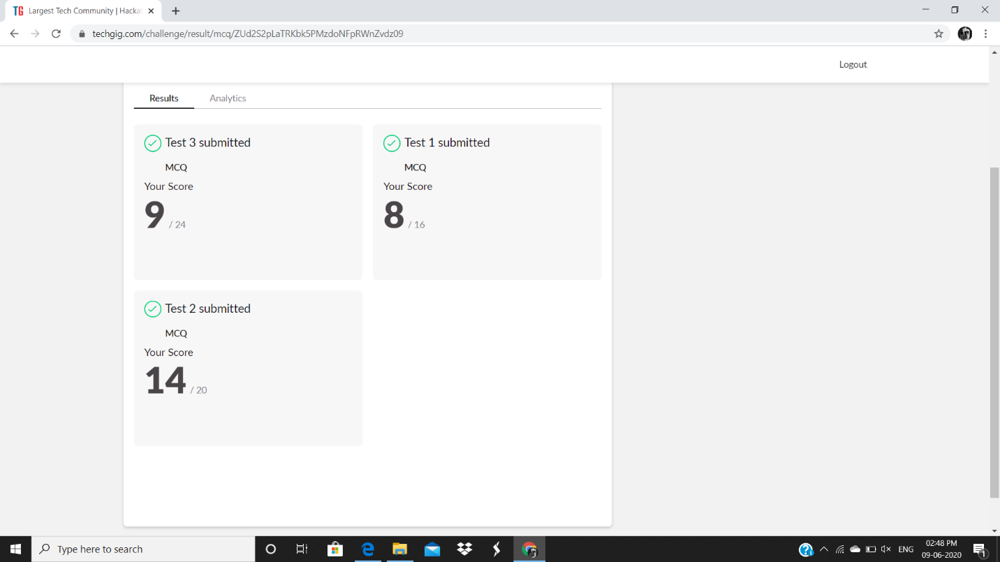 TG Largest Tech Community | Hacka
techgig.com/challenge/result/mcq/ZUd2S2pLaTRKbk5PMzdoNFpRWnZvdz09
Logout
Results Analytics
Test 3 submitted
MCQ
Your Score
9 / 24
Test 1 submitted
MCQ
Your Score
8 / 16
Test 2 submitted
MCQ
Your Score
14 / 20
Type here to search
ENG
02:48 PM
09-06-2020
1